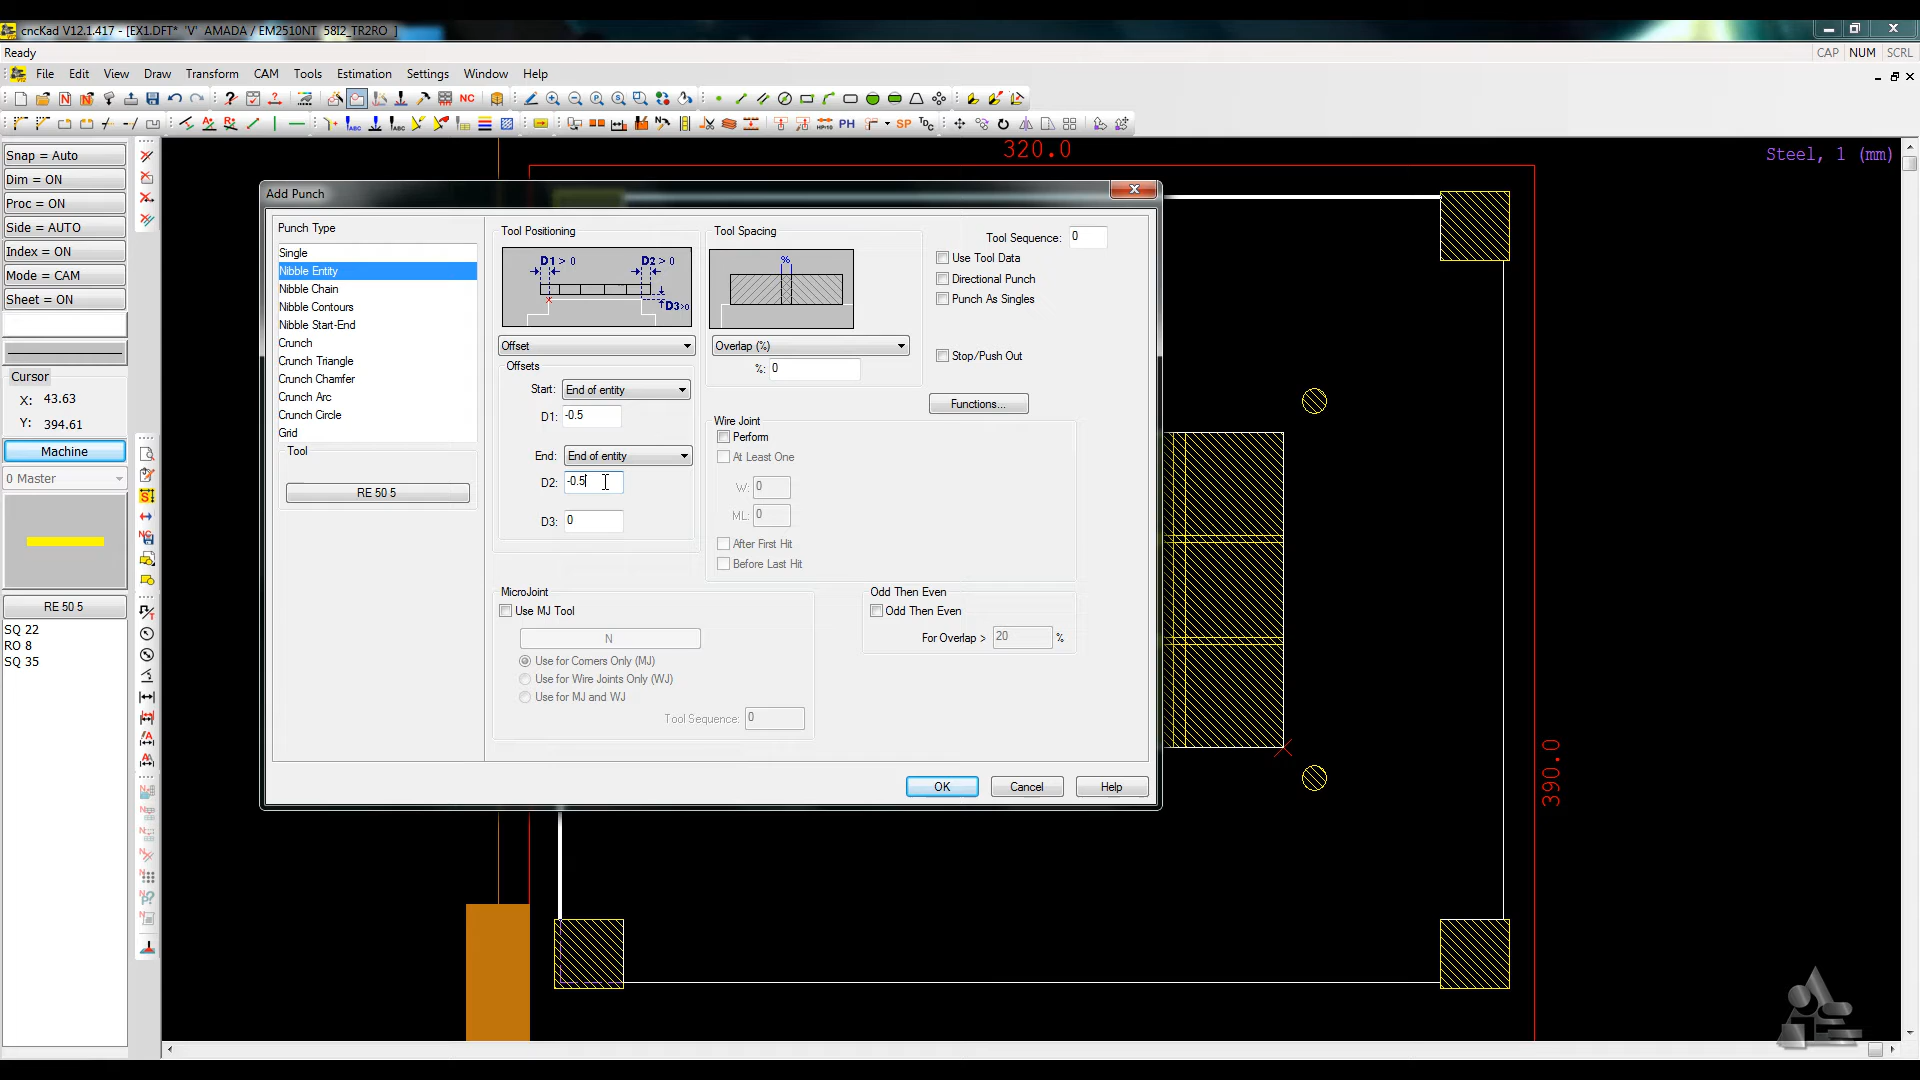 cncKad V12.1.417 - [EX1.DFT* 'V' AMADA / EM2510NT 58I2_TR2RO ]
Ready
CAP NUM SCRL
File Edit View Draw Transform CAM Tools Estimation Settings Window Help
NC
PH SP
Snap = Auto
Dim = ON
Proc = ON
Side = AUTO
Index = ON
Mode = CAM
Sheet = ON
Cursor
X: 43.63
Y: 394.61
Machine
0 Master
RE 50 5
SQ 22
RO 8
SQ 35
320.0
Steel, 1 (mm)
390.0
Add Punch
Punch Type
Single
Nibble Entity
Nibble Chain
Nibble Contours
Nibble Start-End
Crunch
Crunch Triangle
Crunch Chamfer
Crunch Arc
Crunch Circle
Grid
Tool
RE 50 5
Tool Positioning
D1 > 0 D2 > 0
D3>0
Offset
Offsets
Start: End of entity
D1: -0.5
End: End of entity
D2: -0.5
D3: 0
Tool Spacing
%
Overlap (%)
%: 0
Tool Sequence: 0
Use Tool Data
Directional Punch
Punch As Singles
Stop/Push Out
Functions...
Wire Joint
Perform
At Least One
W: 0
ML: 0
After First Hit
Before Last Hit
MicroJoint
Use MJ Tool
N
Use for Corners Only (MJ)
Use for Wire Joints Only (WJ)
Use for MJ and WJ
Tool Sequence: 0
Odd Then Even
Odd Then Even
For Overlap > 20 %
OK Cancel Help